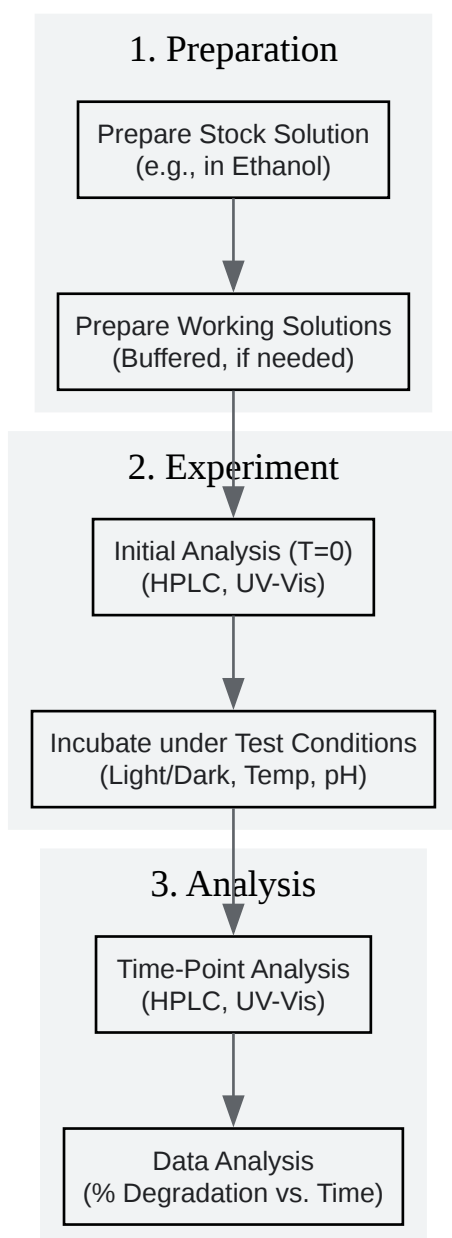 1. Preparation
Prepare Stock Solution
(e.g., in Ethanol)
Prepare Working Solutions
(Buffered, if needed)
2. Experiment
Initial Analysis (T=0)
(HPLC, UV-Vis)
Incubate under Test Conditions
(Light/Dark, Temp, pH)
3. Analysis
Time-Point Analysis
(HPLC, UV-Vis)
Data Analysis
(% Degradation vs. Time)